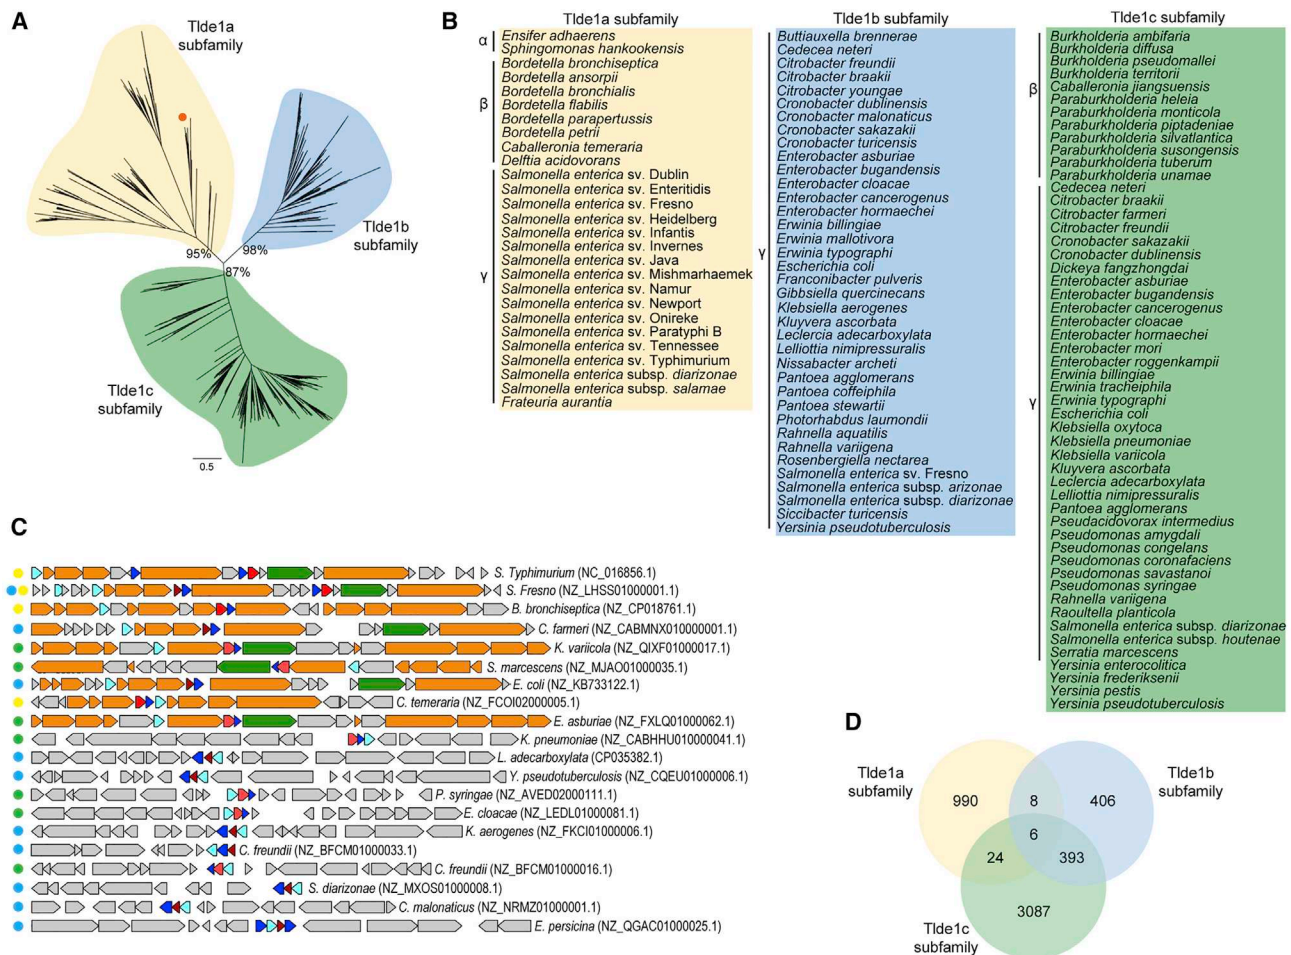 A
Tlde1a
subfamily
Tlde1b
subfamily
95%
98%
87%
Tlde1c
subfamily
0.5
B
Tlde1a subfamily
α
Ensifer adhaerens
Sphingomonas hankookensis
β
Bordetella bronchiseptica
Bordetella ansorpii
Bordetella bronchialis
Bordetella flabilis
Bordetella parapertussis
Bordetella petrii
Caballeronia temeraria
Delftia acidovorans
γ
Salmonella enterica sv. Dublin
Salmonella enterica sv. Enteritidis
Salmonella enterica sv. Fresno
Salmonella enterica sv. Heidelberg
Salmonella enterica sv. Infantis
Salmonella enterica sv. Invernes
Salmonella enterica sv. Java
Salmonella enterica sv. Mishmarhaemek
Salmonella enterica sv. Namur
Salmonella enterica sv. Newport
Salmonella enterica sv. Onireke
Salmonella enterica sv. Paratyphi B
Salmonella enterica sv. Tennessee
Salmonella enterica sv. Typhimurium
Salmonella enterica subsp. diarizonae
Salmonella enterica subsp. salamae
Frateuria aurantia
Tlde1b subfamily
γ
Buttiauxella brennerae
Cedecea neteri
Citrobacter freundii
Citrobacter braakii
Citrobacter youngae
Cronobacter dublinensis
Cronobacter malonaticus
Cronobacter sakazakii
Cronobacter turicensis
Enterobacter asburiae
Enterobacter bugandensis
Enterobacter cloacae
Enterobacter cancerogenus
Enterobacter hormaechei
Erwinia billingiae
Erwinia mallotivora
Erwinia typographi
Escherichia coli
Franconibacter pulveris
Gibbsiella quercinecans
Klebsiella aerogenes
Kluyvera ascorbata
Leclercia adecarboxylata
Lelliottia nimipressuralis
Nissabacter archeti
Pantoea agglomerans
Pantoea coffeiphila
Pantoea stewartii
Photorhabdus laumondii
Rahnella aquatilis
Rahnella variigena
Rosenbergiella nectarea
Salmonella enterica sv. Fresno
Salmonella enterica subsp. arizonae
Salmonella enterica subsp. diarizonae
Siccibacter turicensis
Yersinia pseudotuberculosis
Tlde1c subfamily
β
Burkholderia ambifaria
Burkholderia diffusa
Burkholderia pseudomallei
Burkholderia territorii
Caballeronia jiangsuensis
Paraburkholderia heleia
Paraburkholderia monticola
Paraburkholderia piptadeniae
Paraburkholderia silvatlantica
Paraburkholderia susongensis
Paraburkholderia tuberum
Paraburkholderia unamae
γ
Cedecea neteri
Citrobacter braakii
Citrobacter farmeri
Citrobacter freundii
Cronobacter sakazakii
Cronobacter dublinensis
Dickeya fangzhongdai
Enterobacter asburiae
Enterobacter bugandensis
Enterobacter cancerogenus
Enterobacter cloacae
Enterobacter hormaechei
Enterobacter mori
Enterobacter roggenkampii
Erwinia billingiae
Erwinia tracheiphila
Erwinia typographi
Escherichia coli
Klebsiella oxytoca
Klebsiella pneumoniae
Klebsiella variicola
Kluyvera ascorbata
Leclercia adecarboxylata
Lelliottia nimipressuralis
Pantoea agglomerans
Pseudacidovorax intermedius
Pseudomonas amygdali
Pseudomonas congelans
Pseudomonas coronafaciens
Pseudomonas savastanoi
Pseudomonas syringae
Rahnella variigena
Raoultella planticola
Salmonella enterica subsp. diarizonae
Salmonella enterica subsp. houtenae
Serratia marcescens
Yersinia enterocolitica
Yersinia frederiksenii
Yersinia pestis
Yersinia pseudotuberculosis
C
S. Typhimurium (NC_016856.1)
S. Fresno (NZ_LHSS01000001.1)
B. bronchiseptica (NZ_CP018761.1)
C. farmeri (NZ_CABMNX010000001.1)
K. variicola (NZ_QIXF01000017.1)
S. marcescens (NZ_MJAO01000035.1)
E. coli (NZ_KB733122.1)
C. temeraria (NZ_FCOI02000005.1)
E. asburiae (NZ_FXLQ01000062.1)
K. pneumoniae (NZ_CABHHU010000041.1)
L. adecarboxylata (CP035382.1)
Y. pseudotuberculosis (NZ_CQEU01000006.1)
P. syringae (NZ_AVED02000111.1)
E. cloacae (NZ_LEDL01000081.1)
K. aerogenes (NZ_FKCI01000006.1)
C. freundii (NZ_BFCM01000033.1)
C. freundii (NZ_BFCM01000016.1)
S. diarizonae (NZ_MXOS01000008.1)
C. malonaticus (NZ_NRMZ01000001.1)
E. persicina (NZ_QGAC01000025.1)
D
Tlde1a
subfamily
Tlde1b
subfamily
990
8
406
6
24
393
3087
Tlde1c
subfamily